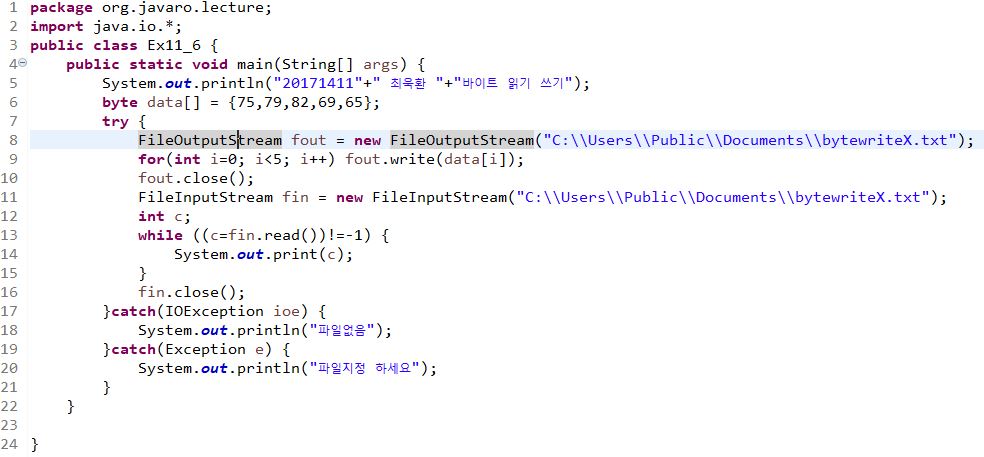 1 package org.javaro.lecture;
2 import java.io.*;
3 public class Ex11_6 {
4 public static void main(String[] args) {
5 System.out.println("20171411"+" 최욱환 "+"바이트 읽기 쓰기");
6 byte data[] = {75,79,82,69,65};
7 try {
8 FileOutputStream fout = new FileOutputStream("C:\\Users\\Public\\Documents\\bytewriteX.txt");
9 for(int i=0; i<5; i++) fout.write(data[i]);
10 fout.close();
11 FileInputStream fin = new FileInputStream("C:\\Users\\Public\\Documents\\bytewriteX.txt");
12 int c;
13 while ((c=fin.read())!=-1) {
14 System.out.print(c);
15 }
16 fin.close();
17 }catch(IOException ioe) {
18 System.out.println("파일없음");
19 }catch(Exception e) {
20 System.out.println("파일지정 하세요");
21 }
22 }
23
24 }